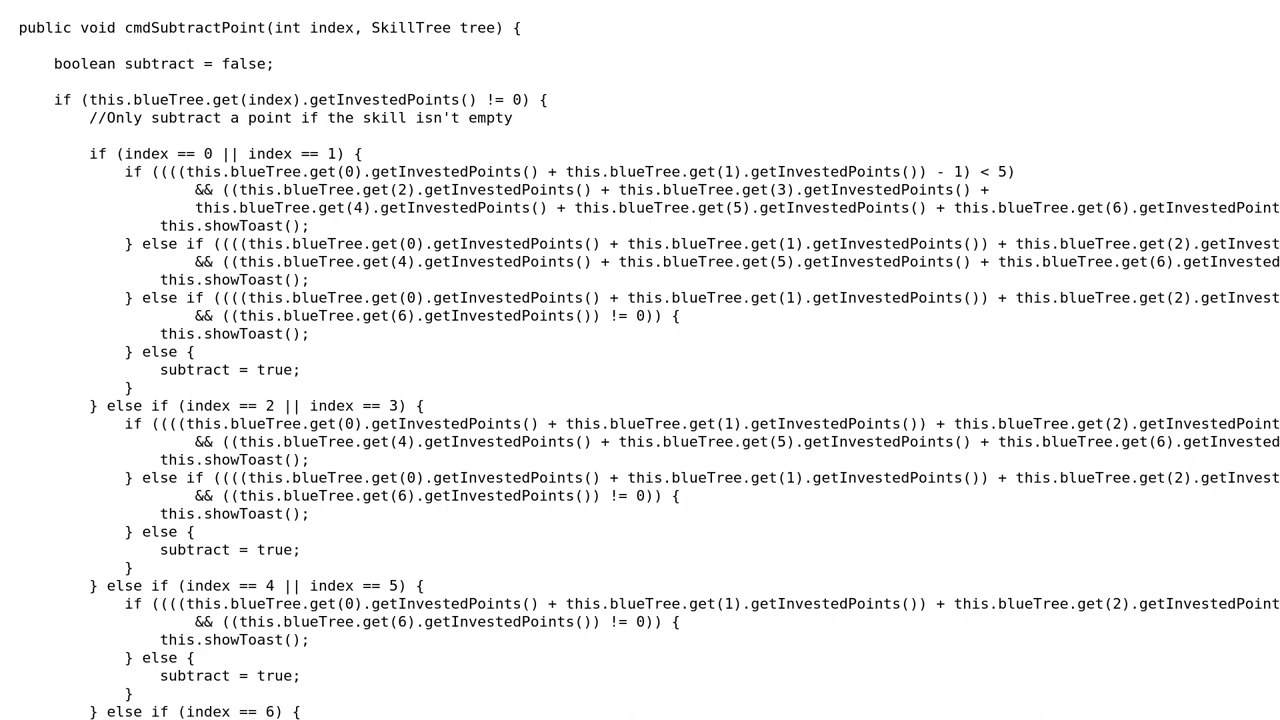 public void cmdSubtractPoint(int index, SkillTree tree) {
boolean subtract = false;
if (this.blueTree.get(index).getInvestedPoints() != 0) {
//Only subtract a point if the skill isn't empty
if (index == 0 || index == 1) {
if ((((this.blueTree.get(0).getInvestedPoints() + this.blueTree.get(1).getInvestedPoints()) - 1) < 5)
&& ((this.blueTree.get(2).getInvestedPoints() + this.blueTree.get(3).getInvestedPoints() +
this.blueTree.get(4).getInvestedPoints() + this.blueTree.get(5).getInvestedPoints() + this.blueTree.get(6).getInvestedPoint
this.showToast();
} else if ((((this.blueTree.get(0).getInvestedPoints() + this.blueTree.get(1).getInvestedPoints()) + this.blueTree.get(2).getInvest
&& ((this.blueTree.get(4).getInvestedPoints() + this.blueTree.get(5).getInvestedPoints() + this.blueTree.get(6).getInvested
this.showToast();
} else if ((((this.blueTree.get(0).getInvestedPoints() + this.blueTree.get(1).getInvestedPoints()) + this.blueTree.get(2).getInvest
&& ((this.blueTree.get(6).getInvestedPoints()) != 0)) {
this.showToast();
} else {
subtract = true;
}
} else if (index == 2 || index == 3) {
if ((((this.blueTree.get(0).getInvestedPoints() + this.blueTree.get(1).getInvestedPoints()) + this.blueTree.get(2).getInvestedPoint
&& ((this.blueTree.get(4).getInvestedPoints() + this.blueTree.get(5).getInvestedPoints() + this.blueTree.get(6).getInvested
this.showToast();
} else if ((((this.blueTree.get(0).getInvestedPoints() + this.blueTree.get(1).getInvestedPoints()) + this.blueTree.get(2).getInvest
&& ((this.blueTree.get(6).getInvestedPoints()) != 0)) {
this.showToast();
} else {
subtract = true;
}
} else if (index == 4 || index == 5) {
if ((((this.blueTree.get(0).getInvestedPoints() + this.blueTree.get(1).getInvestedPoints()) + this.blueTree.get(2).getInvestedPoint
&& ((this.blueTree.get(6).getInvestedPoints()) != 0)) {
this.showToast();
} else {
subtract = true;
}
} else if (index == 6) {